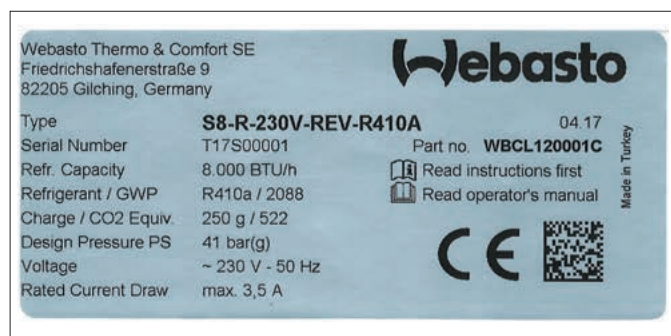 Webasto Thermo & Comfort SE
Friedrichshafenerstraße 9
82205 Gilching, Germany
Webasto
Type S8-R-230V-REV-R410A 04.17
Serial Number T17S00001 Part no. WBCL120001C
Refr. Capacity 8.000 BTU/h Read instructions first
Refrigerant / GWP R410a / 2088 Read operator's manual
Charge / CO2 Equiv. 250 g / 522
Design Pressure PS 41 bar(g)
Voltage ~ 230 V - 50 Hz
Rated Current Draw max. 3,5 A
CE
Made in Turkey